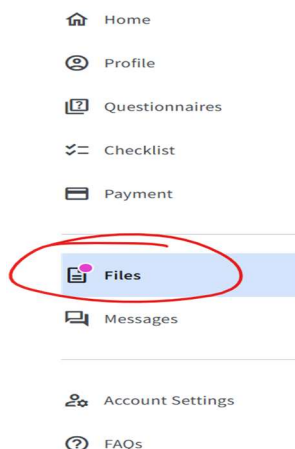 Home
Profile
Questionnaires
Checklist
Payment
Files
Messages
Account Settings
FAQs